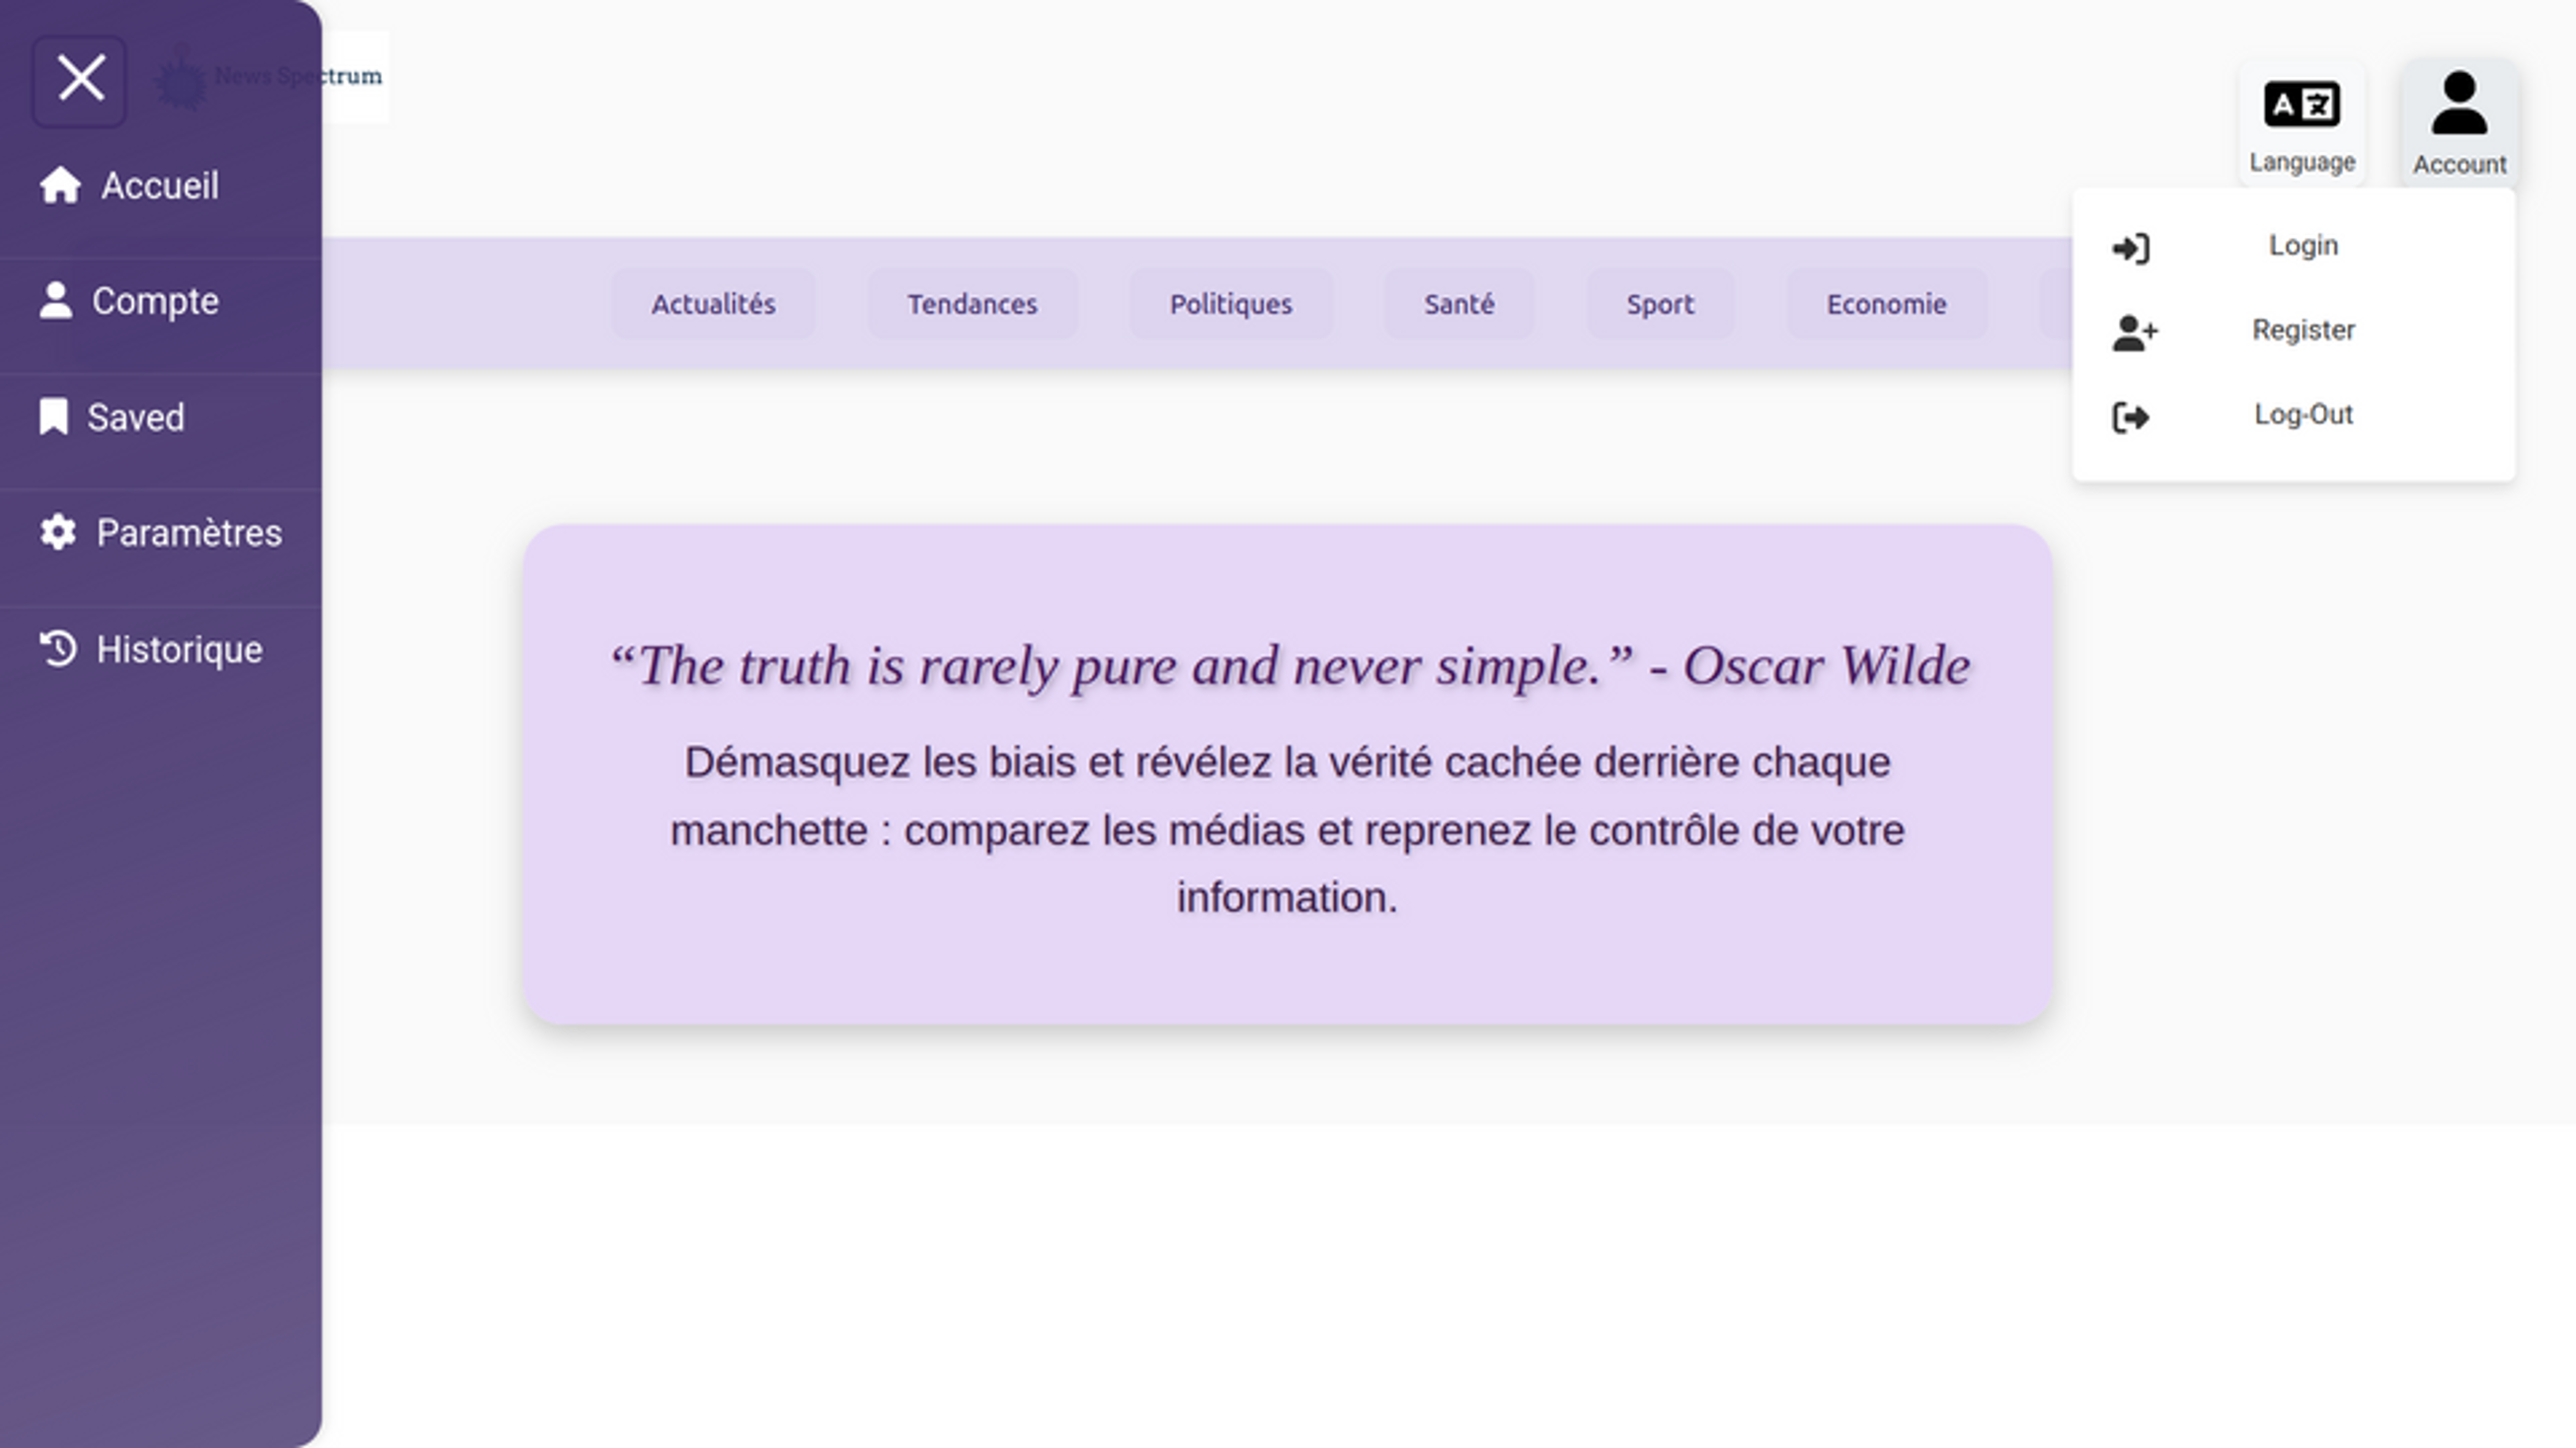 News Spectrum
Accueil
Compte
Saved
Paramètres
Historique
A 文
Language
Account
Login
Register
Log-Out
Actualités Tendances Politiques Santé Sport Economie
“The truth is rarely pure and never simple.” - Oscar Wilde
Démasquez les biais et révélez la vérité cachée derrière chaque
manchette : comparez les médias et reprenez le contrôle de votre
information.